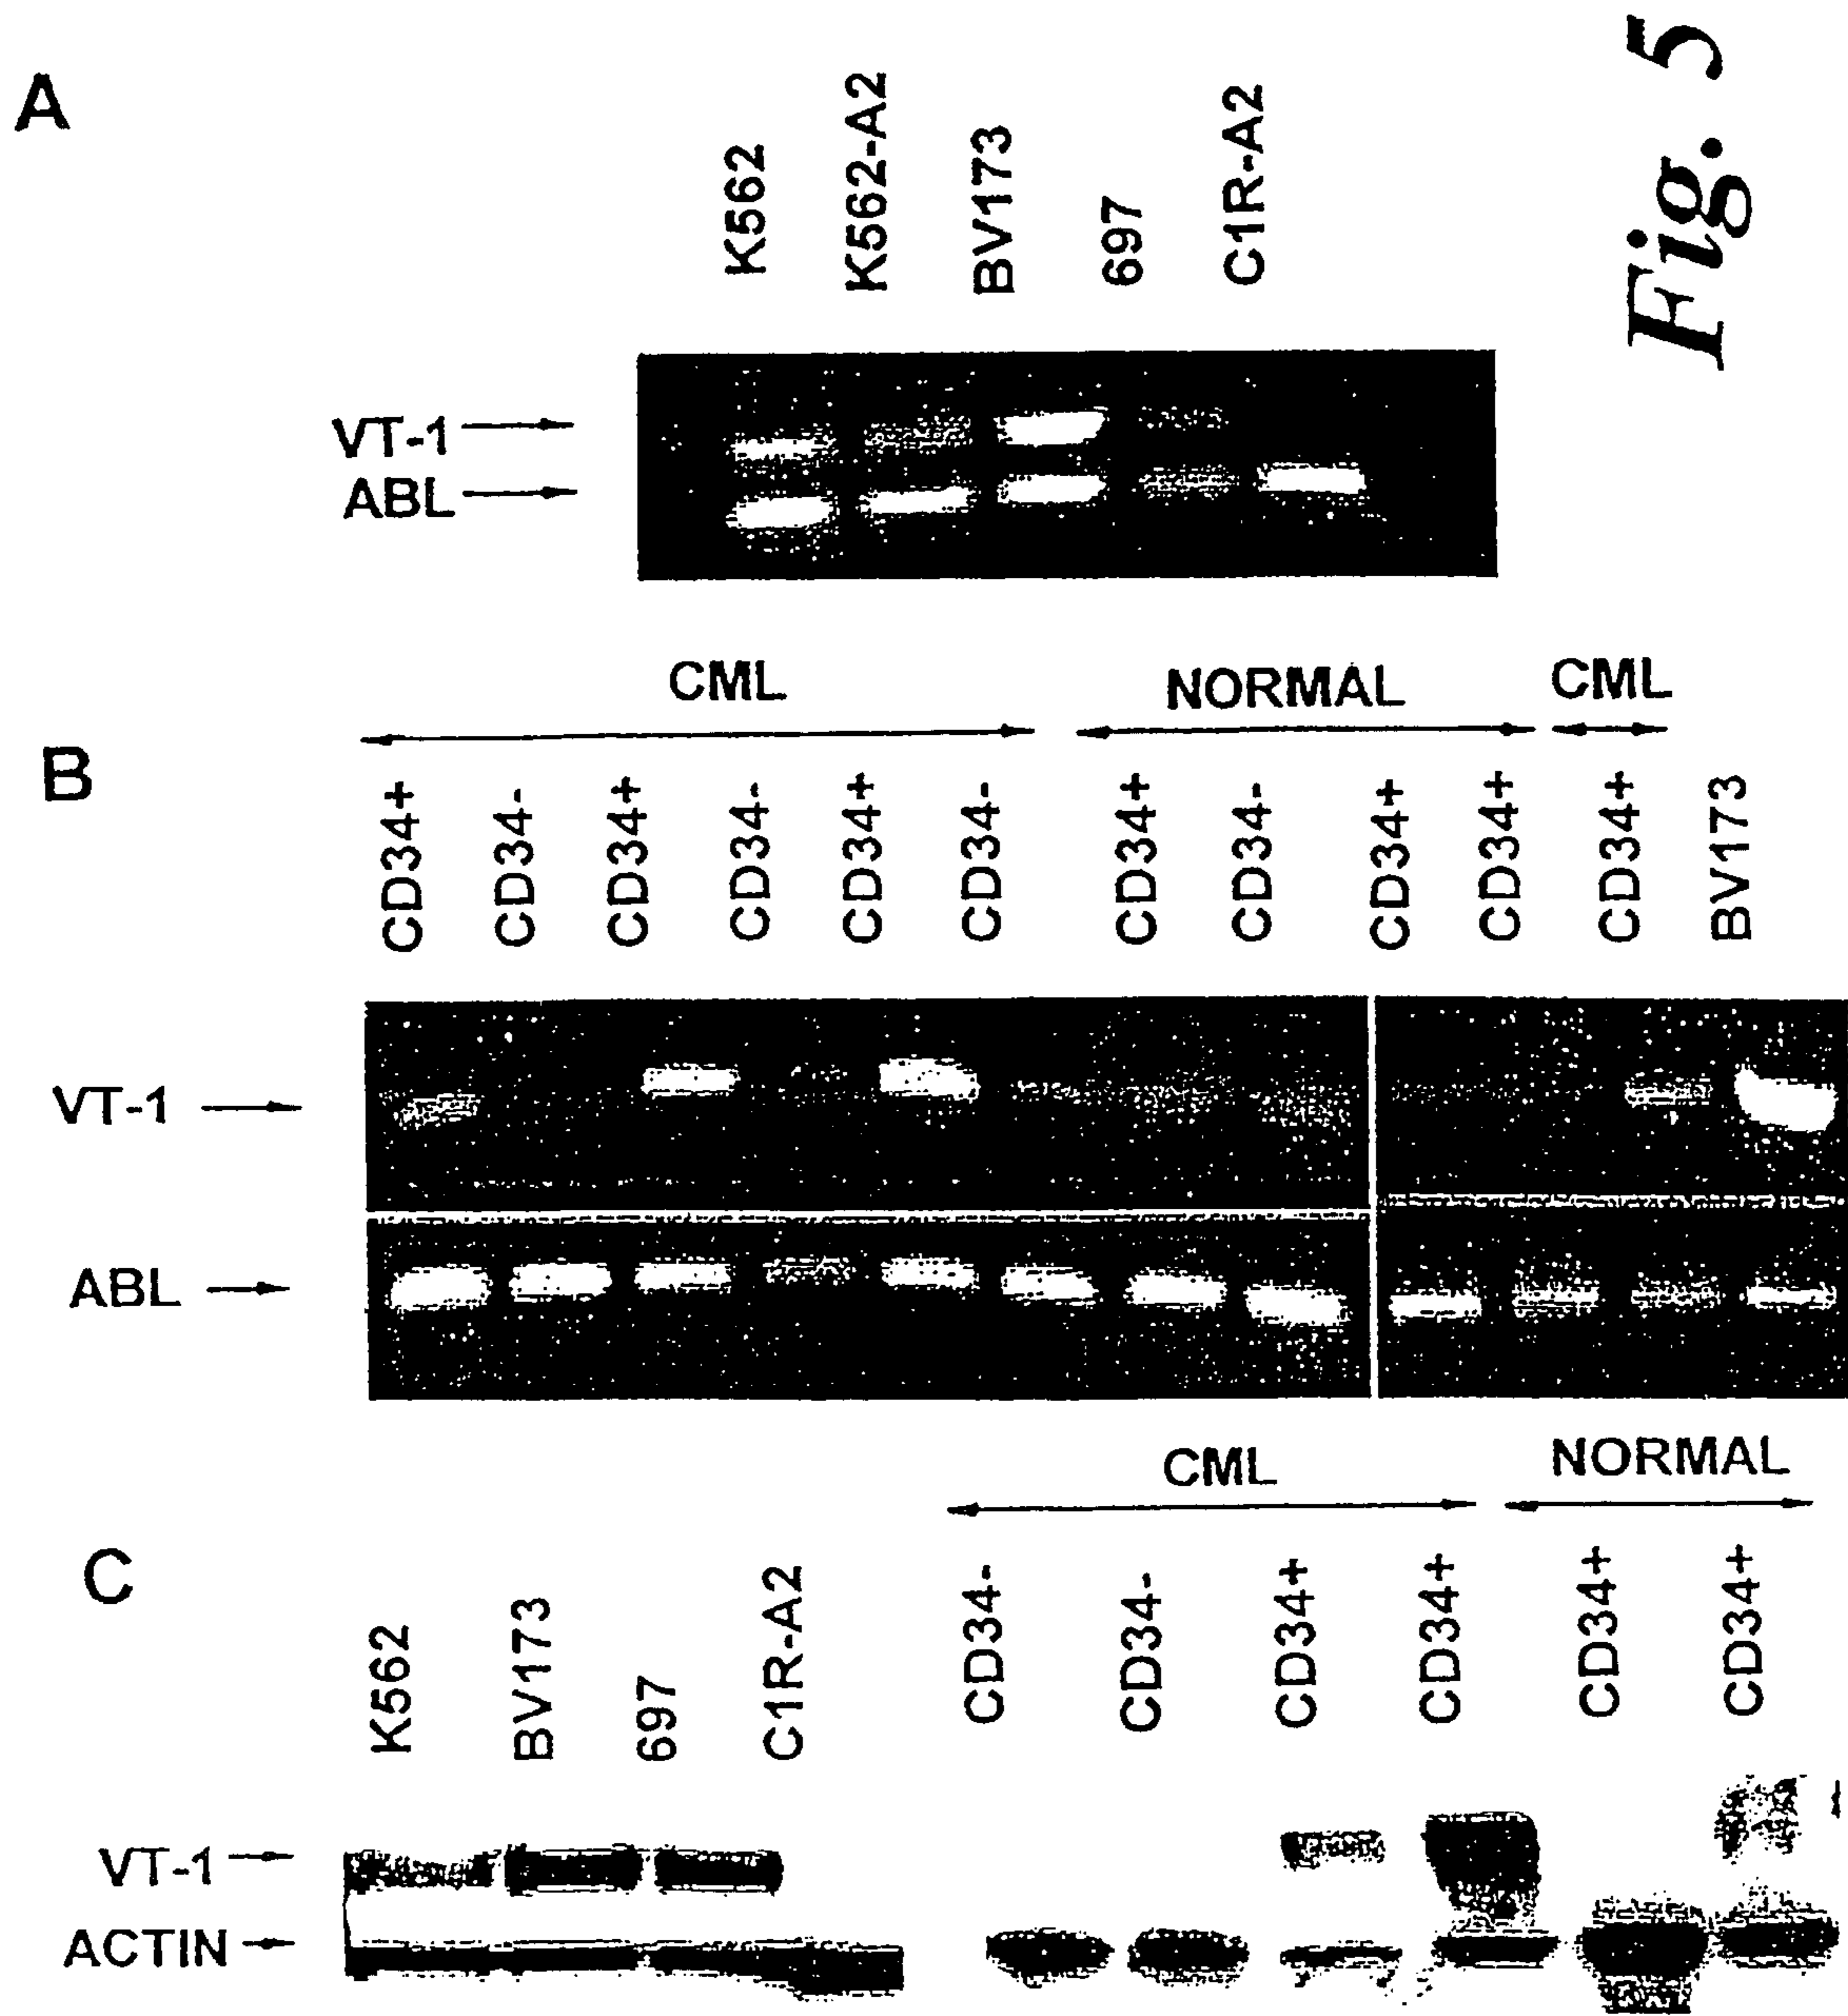 Fig. 5
A
K562
K562-A2
BV173
697
C1R-A2
VT-1
ABL
B
CML
NORMAL
CML
CD34+
CD34-
CD34+
CD34-
CD34+
CD34-
CD34+
CD34-
CD34+
CD34+
CD34+
BV173
VT-1
ABL
C
CML
NORMAL
K562
BV173
697
C1R-A2
CD34-
CD34-
CD34+
CD34+
CD34+
CD34+
VT-1
ACTIN